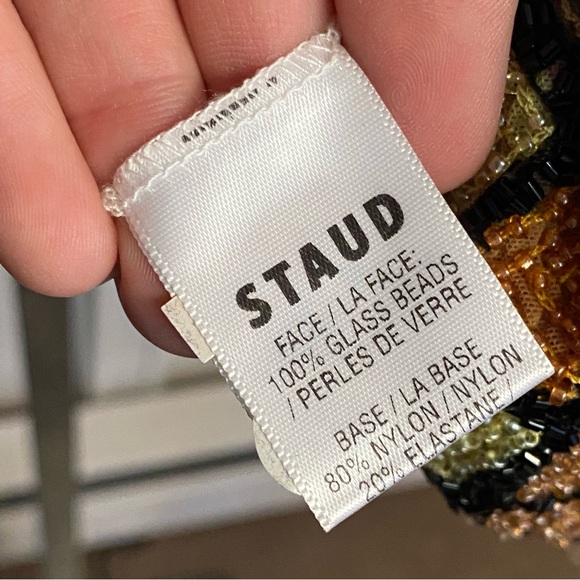 STAUD
FACE / LA FACE:
100% GLASS BEADS
/ PERLES DE VERRE
BASE / LA BASE
80% NYLON / NYLON
20% ELASTANE /